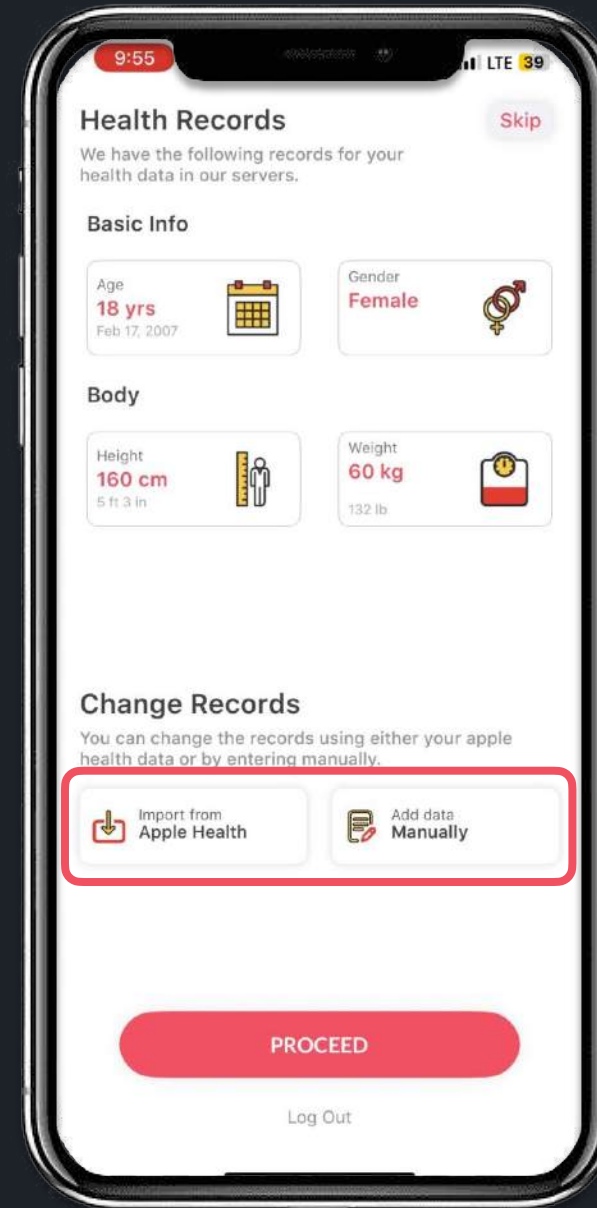 9:55
LTE 39
Health Records
Skip
We have the following records for your
health data in our servers.
Basic Info
Age
18 yrs
Feb 17, 2007
Gender
Female
Body
Height
160 cm
5 ft 3 in
Weight
60 kg
132 lb
Change Records
You can change the records using either your apple
health data or by entering manually.
Import from
Apple Health
Add data
Manually
PROCEED
Log Out